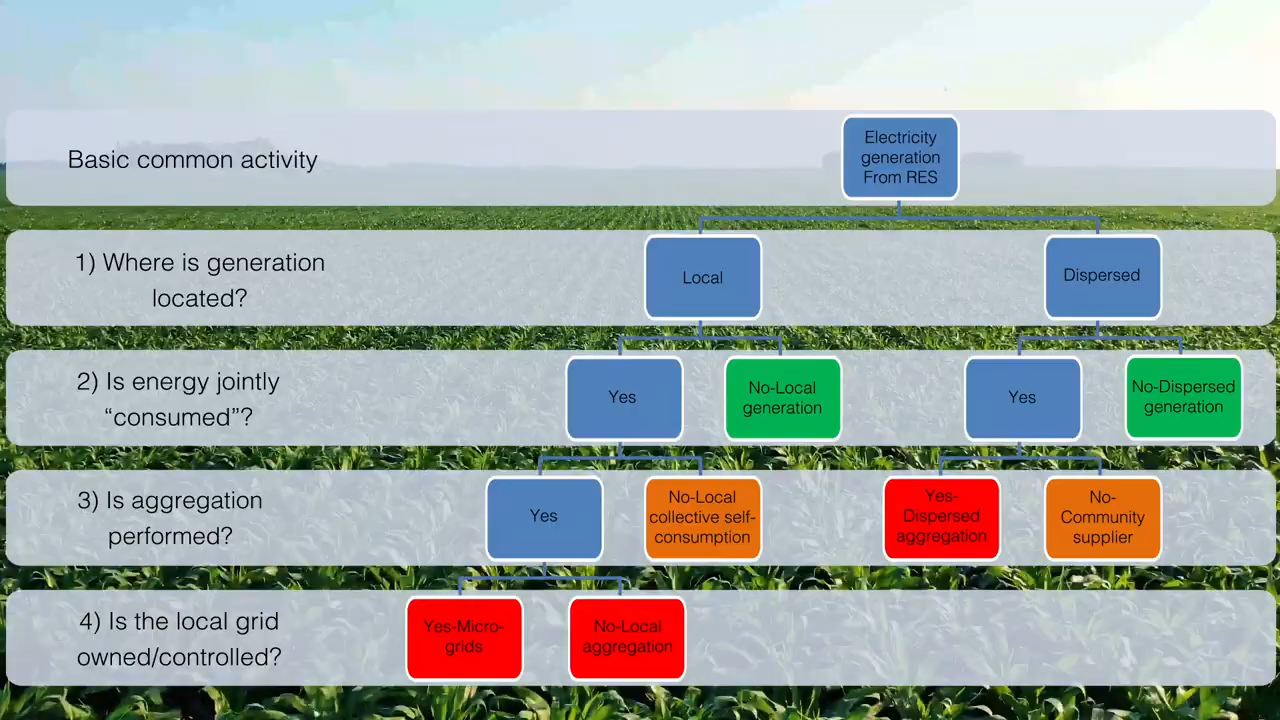 Basic common activity
Electricity
generation
From RES
1) Where is generation
located?
Local
Dispersed
2) Is energy jointly
“consumed”?
Yes
No-Local
generation
Yes
No-Dispersed
generation
3) Is aggregation
performed?
Yes
No-Local
collective self-
consumption
Yes-
Dispersed
aggregation
No-
Community
supplier
4) Is the local grid
owned/controlled?
Yes-Micro-
grids
No-Local
aggregation